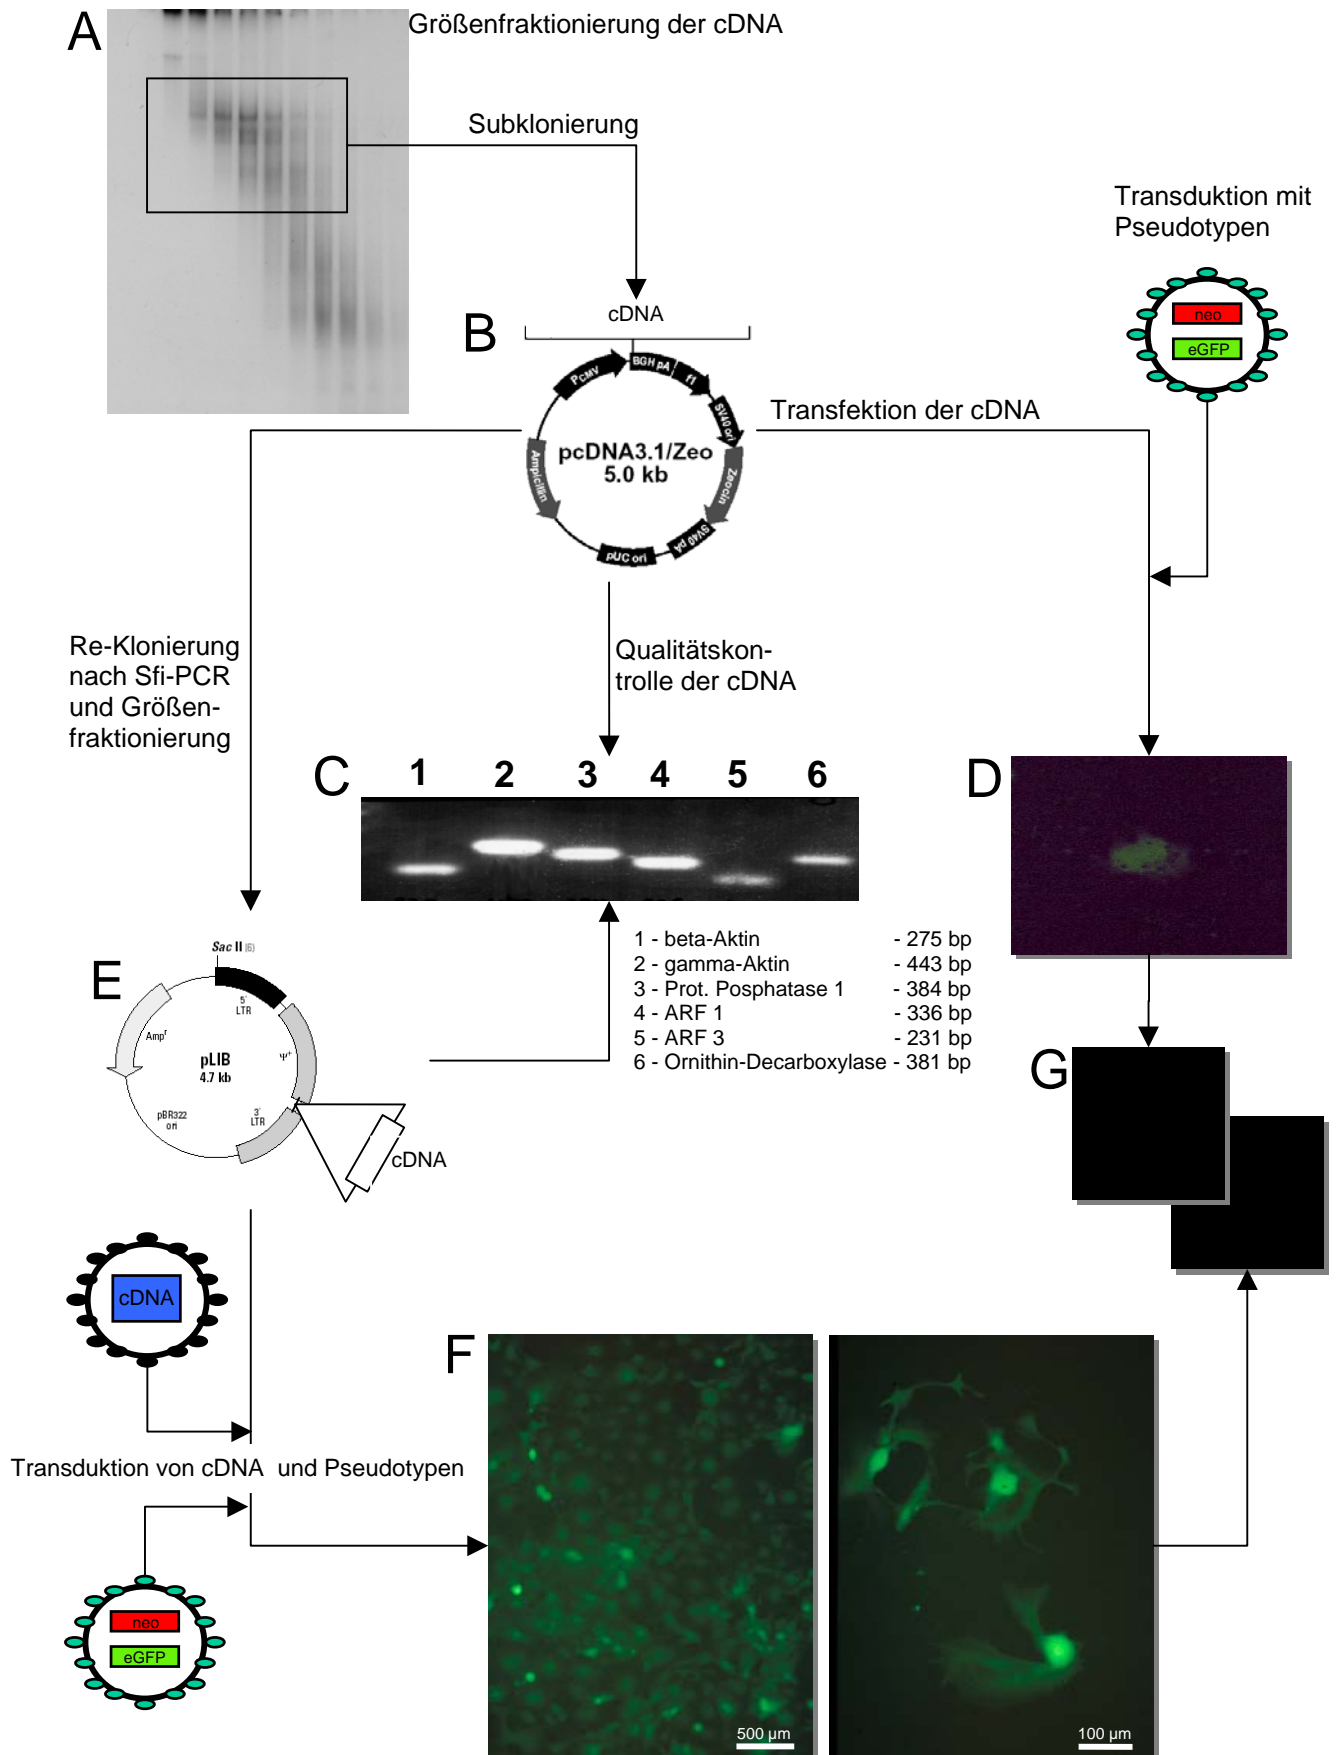 A
Größenfraktionierung der cDNA
Subklonierung
Transduktion mit
Pseudotypen
neo
eGFP
B
cDNA
PCMV
BGH pA
f1
SV40 ori
Zeocin
SV40 pA
pUC ori
Ampicillin
pcDNA3.1/Zeo
5.0 kb
Transfektion der cDNA
Re-Klonierung
nach Sfi-PCR
und Größen-
fraktionierung
Qualitätskon-
trolle der cDNA
C
1 2 3 4 5 6
D
1 - beta-Aktin - 275 bp
2 - gamma-Aktin - 443 bp
3 - Prot. Posphatase 1 - 384 bp
4 - ARF 1 - 336 bp
5 - ARF 3 - 231 bp
6 - Ornithin-Decarboxylase - 381 bp
E
Sac II (6)
5´
LTR
Ampr
pLIB
4.7 kb
Ψ+
pBR322
ori
3´
LTR
cDNA
G
cDNA
F
Transduktion von cDNA und Pseudotypen
neo
eGFP
500 µm
100 µm